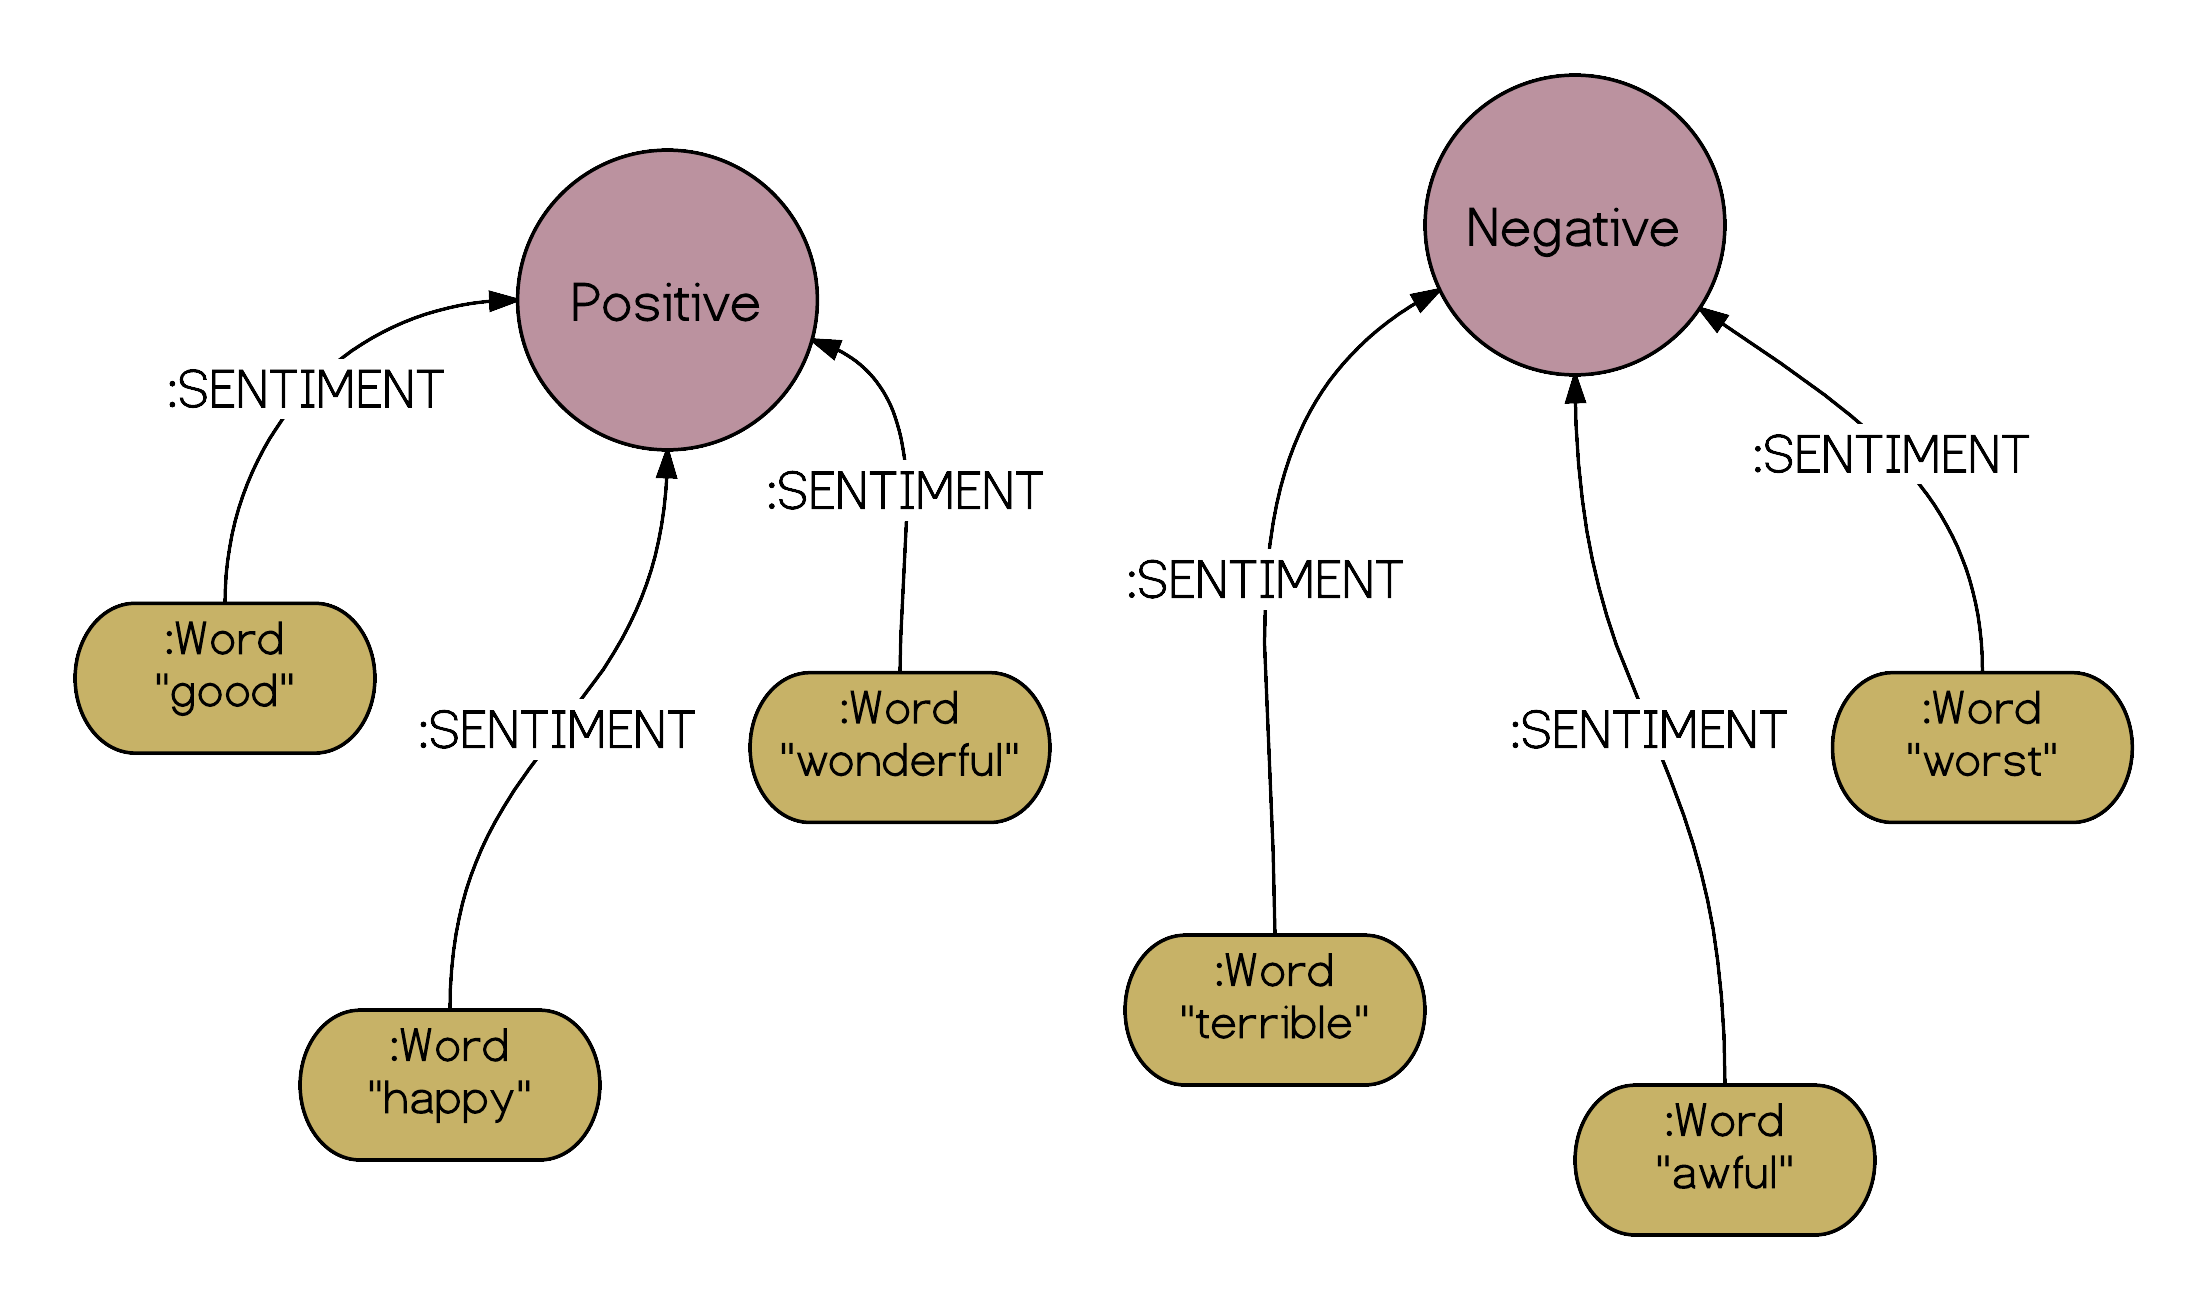 Positive
:SENTIMENT
:SENTIMENT
:SENTIMENT
:Word
"good"
:Word
"wonderful"
:Word
"happy"
Negative
:SENTIMENT
:SENTIMENT
:SENTIMENT
:Word
"worst"
:Word
"terrible"
:Word
"awful"